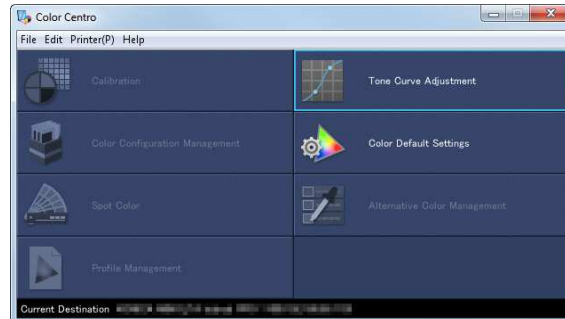 Color Centro
File Edit Printer(P) Help
Calibration
Tone Curve Adjustment
Color Configuration Management
Color Default Settings
Spot Color
Alternative Color Management
Profile Management
Current Destination